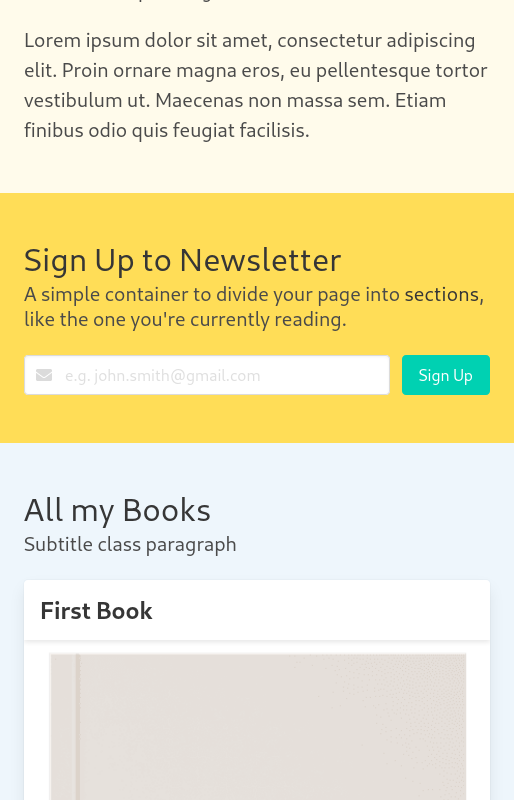 Lorem ipsum dolor sit amet, consectetur adipiscing
elit. Proin ornare magna eros, eu pellentesque tortor
vestibulum ut. Maecenas non massa sem. Etiam
finibus odio quis feugiat facilisis.
Sign Up to Newsletter
A simple container to divide your page into sections,
like the one you're currently reading.
e.g. john.smith@gmail.com
Sign Up
All my Books
Subtitle class paragraph
First Book